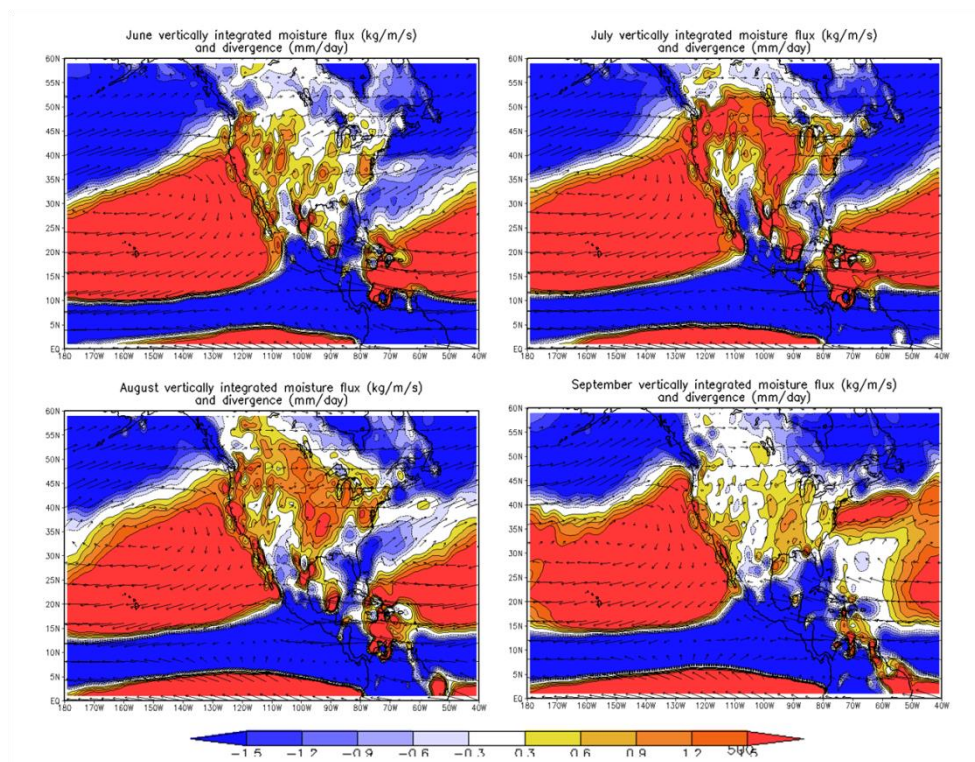 June vertically integrated moisture flux (kg/m/s)
and divergence (mm/day)
60N
55N
50N
45N
40N
35N
30N
25N
20N
15N
10N
5N
EQ
180 170W 160W 150W 140W 130W 120W 110W 100W 90W 80W 70W 60W 50W 40W
July vertically integrated moisture flux (kg/m/s)
and divergence (mm/day)
60N
55N
50N
45N
40N
35N
30N
25N
20N
15N
10N
5N
EQ
180 170W 160W 150W 140W 130W 120W 110W 100W 90W 80W 70W 60W 50W 40W
August vertically integrated moisture flux (kg/m/s)
and divergence (mm/day)
60N
55N
50N
45N
40N
35N
30N
25N
20N
15N
10N
5N
EQ
180 170W 160W 150W 140W 130W 120W 110W 100W 90W 80W 70W 60W 50W 40W
September vertically integrated moisture flux (kg/m/s)
and divergence (mm/day)
60N
55N
50N
45N
40N
35N
30N
25N
20N
15N
10N
5N
EQ
180 170W 160W 150W 140W 130W 120W 110W 100W 90W 80W 70W 60W 50W 40W
-1.5 -1.2 -0.9 -0.6 -0.3 0.3 0.6 0.9 1.2 1.5
500